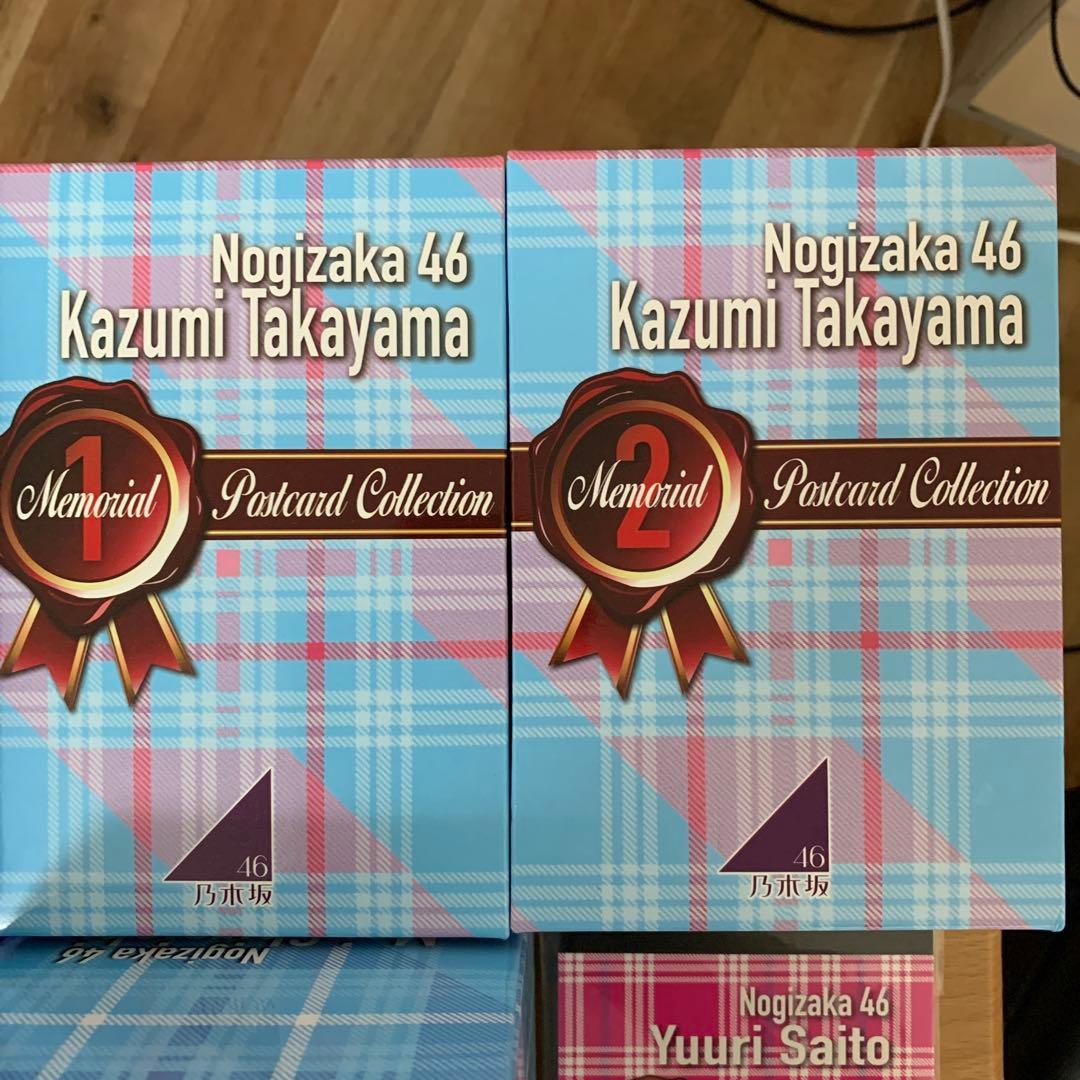 Nogizaka 46
Kazumi Takayama
1
Memorial
Postcard Collection
46
乃木坂
Nogizaka 46
Kazumi Takayama
2
Memorial
Postcard Collection
46
乃木坂
Nogizaka 46
Nogizaka 46
Yuuri Saito